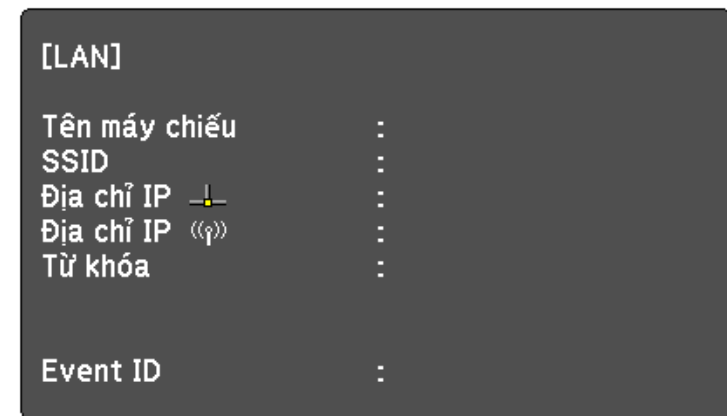 [LAN]
Tên máy chiếu :
SSID :
Địa chỉ IP :
Địa chỉ IP :
Từ khóa :
Event ID :